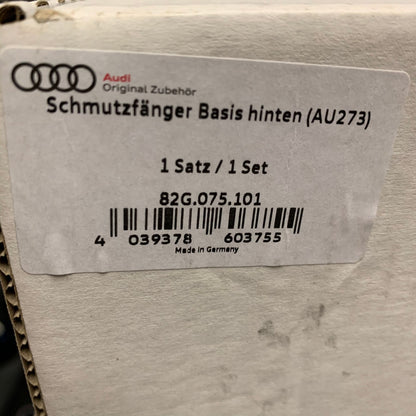 Audi
Original Zubehör
Schmutzfänger Basis hinten (AU273)
1 Satz / 1 Set
82G.075.101
4 039378 603755
Made in Germany